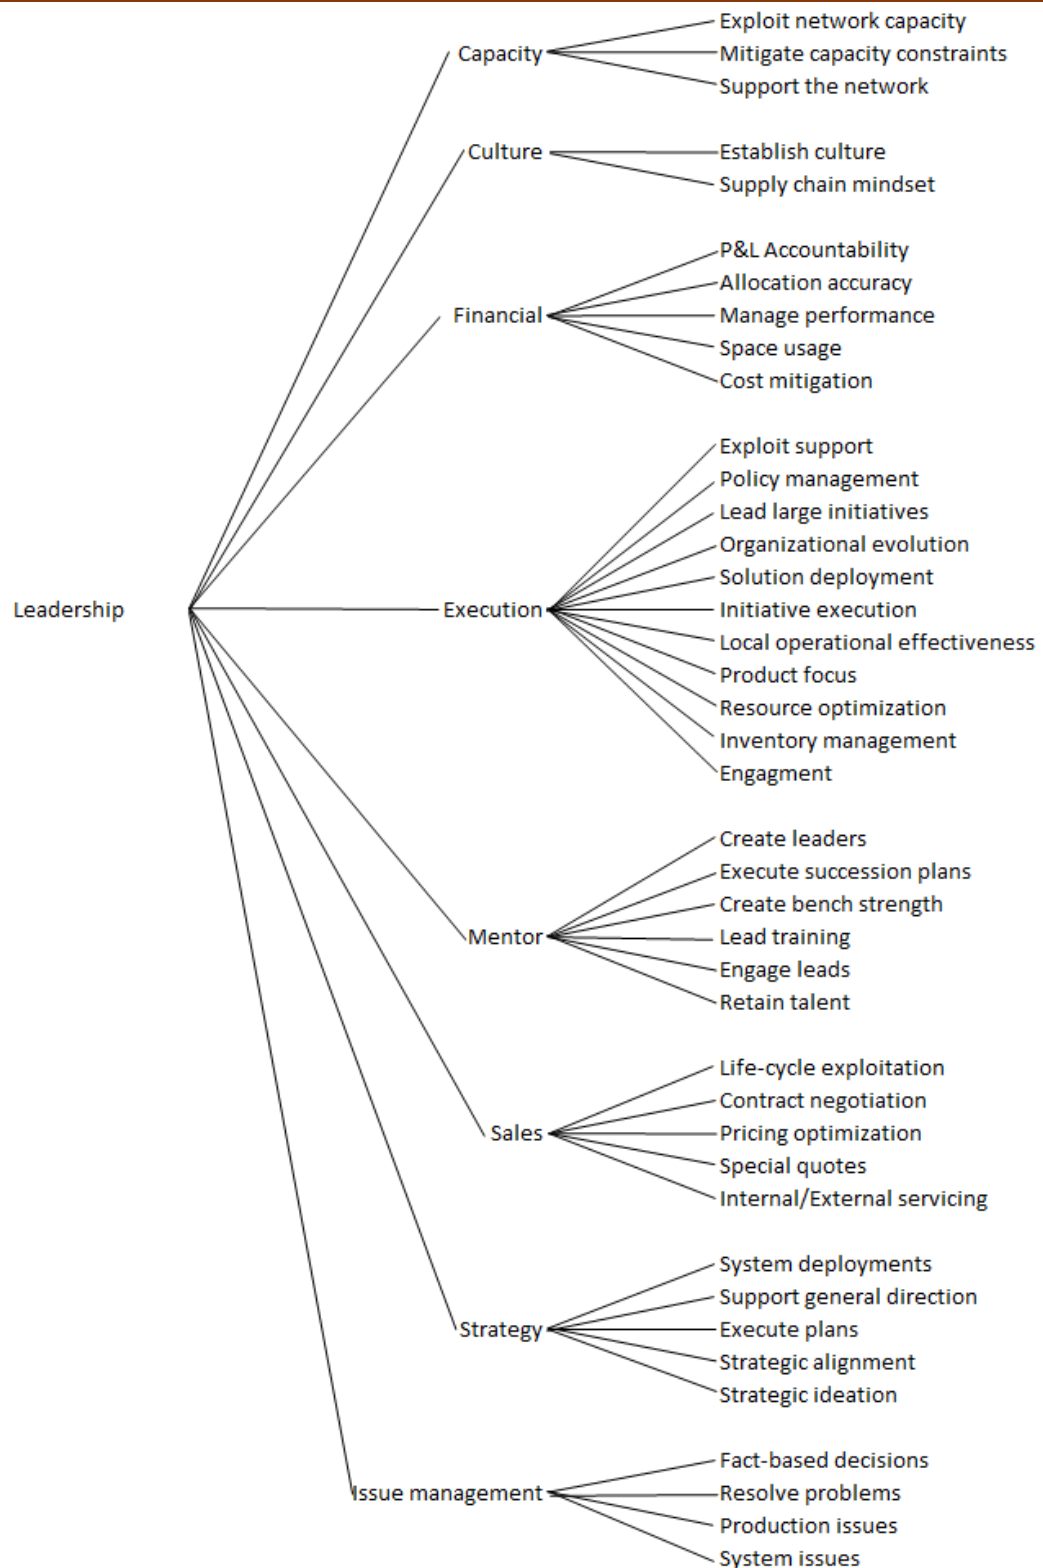 Leadership
Capacity
Exploit network capacity
Mitigate capacity constraints
Support the network
Culture
Establish culture
Supply chain mindset
Financial
P&L Accountability
Allocation accuracy
Manage performance
Space usage
Cost mitigation
Execution
Exploit support
Policy management
Lead large initiatives
Organizational evolution
Solution deployment
Initiative execution
Local operational effectiveness
Product focus
Resource optimization
Inventory management
Engagment
Mentor
Create leaders
Execute succession plans
Create bench strength
Lead training
Engage leads
Retain talent
Sales
Life-cycle exploitation
Contract negotiation
Pricing optimization
Special quotes
Internal/External servicing
Strategy
System deployments
Support general direction
Execute plans
Strategic alignment
Strategic ideation
Issue management
Fact-based decisions
Resolve problems
Production issues
System issues